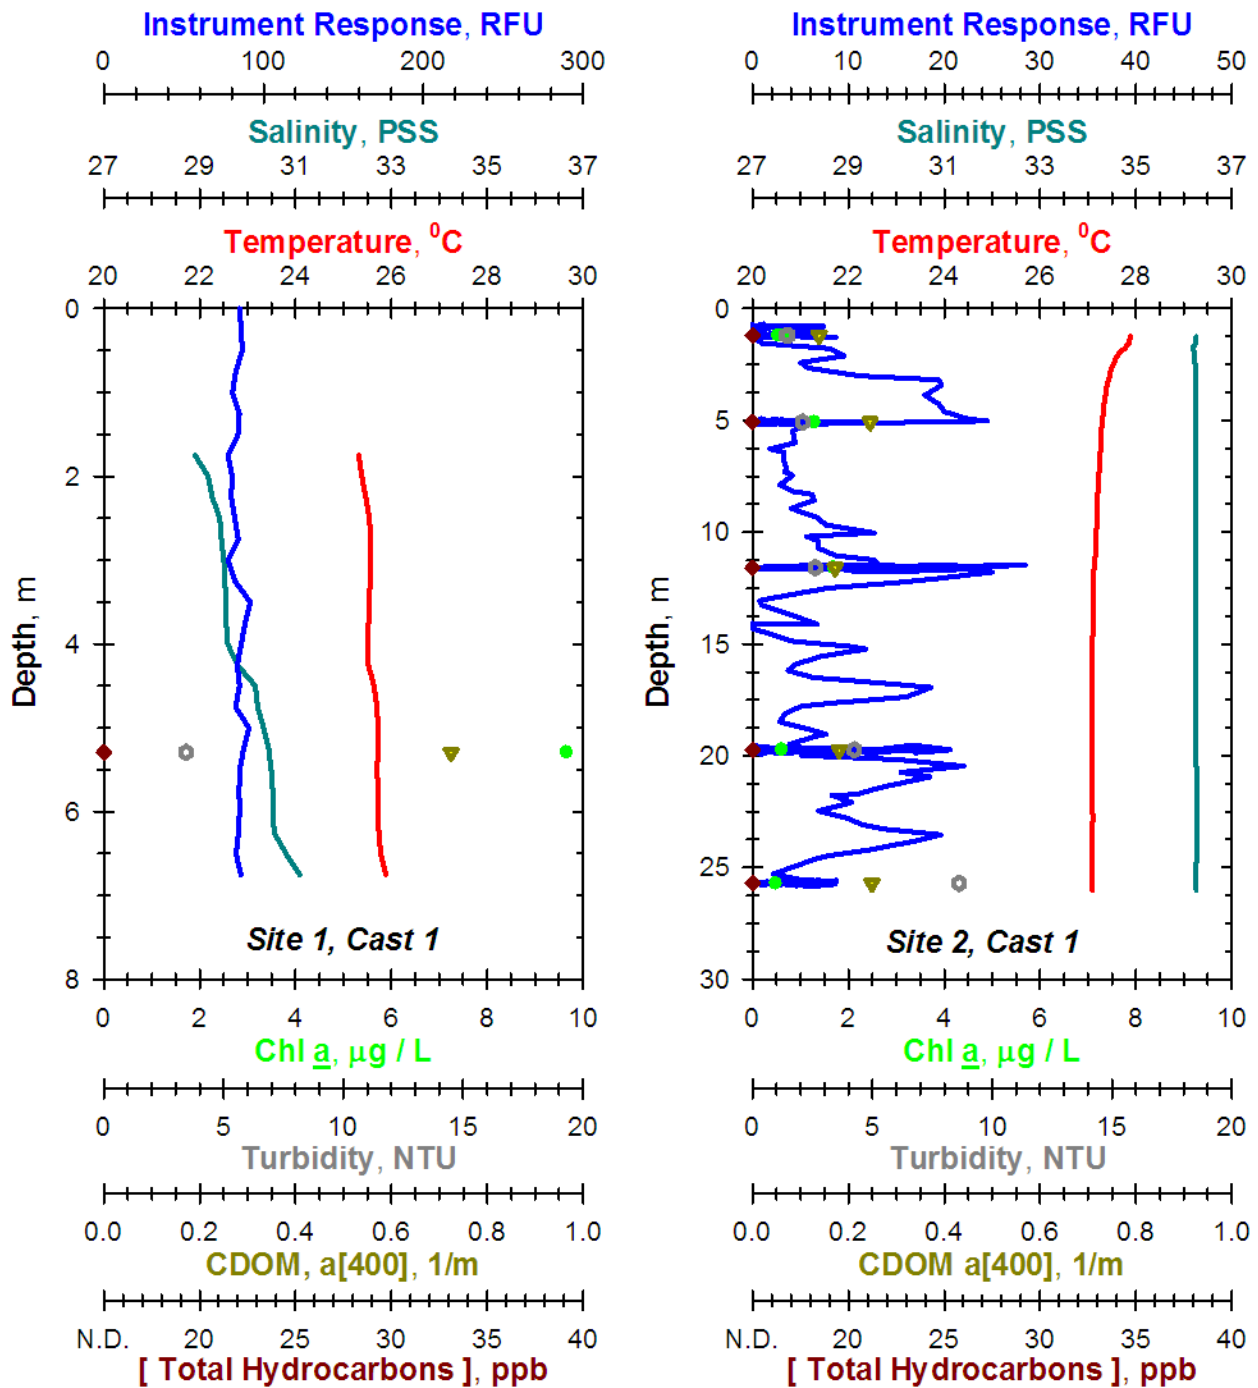 Instrument Response, RFU
0 100 200 300
Salinity, PSS
27 29 31 33 35 37
Temperature, ⁰C
20 22 24 26 28 30
0
2
4
6
8
Depth, m
Site 1, Cast 1
0 2 4 6 8 10
Chl a, µg / L
0 5 10 15 20
Turbidity, NTU
0.0 0.2 0.4 0.6 0.8 1.0
CDOM, a[400], 1/m
N.D. 20 25 30 35 40
[ Total Hydrocarbons ], ppb
Instrument Response, RFU
0 10 20 30 40 50
Salinity, PSS
27 29 31 33 35 37
Temperature, ⁰C
20 22 24 26 28 30
0
5
10
15
20
25
30
Depth, m
Site 2, Cast 1
0 2 4 6 8 10
Chl a, µg / L
0 5 10 15 20
Turbidity, NTU
0.0 0.2 0.4 0.6 0.8 1.0
CDOM a[400], 1/m
N.D. 20 25 30 35 40
[ Total Hydrocarbons ], ppb